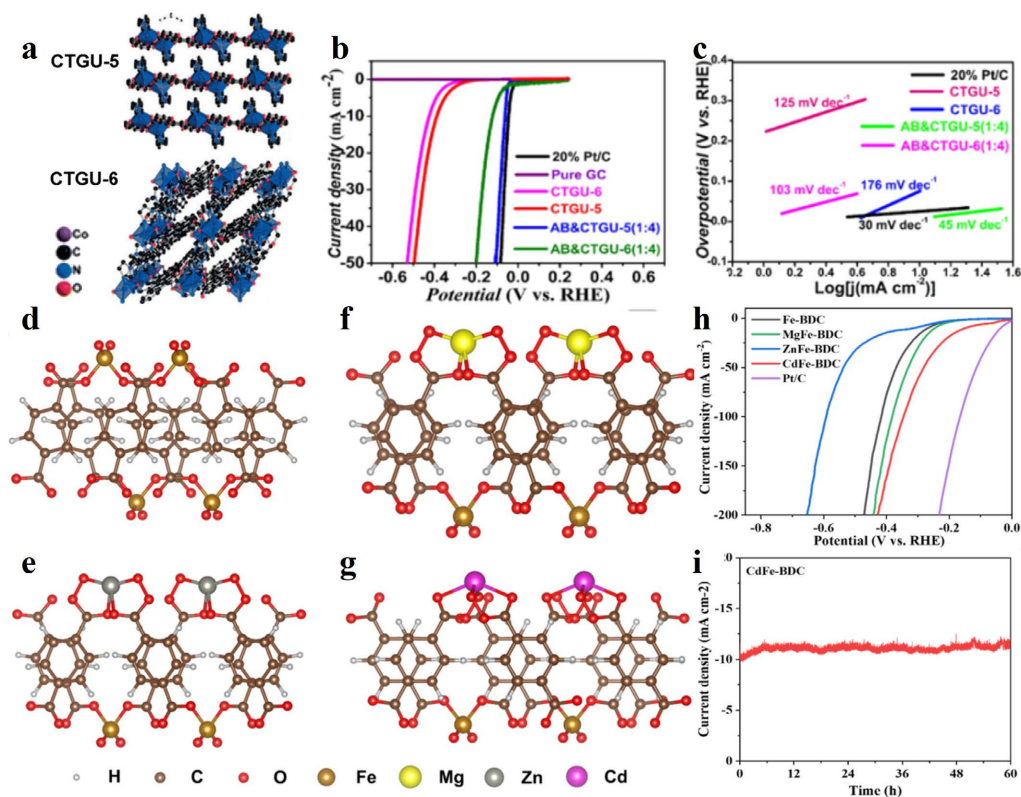 a
CTGU-5
CTGU-6
Co
C
N
O
b
Current density (mA cm⁻²)
0
-10
-20
-30
-40
-50
20% Pt/C
Pure GC
CTGU-6
CTGU-5
AB&CTGU-5(1:4)
AB&CTGU-6(1:4)
-0.6 -0.4 -0.2 -0.0 0.2 0.4 0.6
Potential (V vs. RHE)
c
Overpotential (V vs. RHE)
0.4
0.3
0.2
0.1
0.0
-0.1
20% Pt/C
CTGU-5
CTGU-6
AB&CTGU-5(1:4)
AB&CTGU-6(1:4)
125 mV dec⁻¹
103 mV dec⁻¹
176 mV dec⁻¹
30 mV dec⁻¹
45 mV dec⁻¹
-0.2 0.0 0.2 0.4 0.6 0.8 1.0 1.2 1.4 1.6
Log[j(mA cm⁻²)]
d
f
h
Current density (mA cm⁻²)
0
-50
-100
-150
-200
Fe-BDC
MgFe-BDC
ZnFe-BDC
CdFe-BDC
Pt/C
-0.8 -0.6 -0.4 -0.2 0.0
Potential (V vs. RHE)
e
g
i
CdFe-BDC
Current density (mA cm-2)
-15
-10
-5
0
0 12 24 36 48 60
Time (h)
H C O Fe Mg Zn Cd